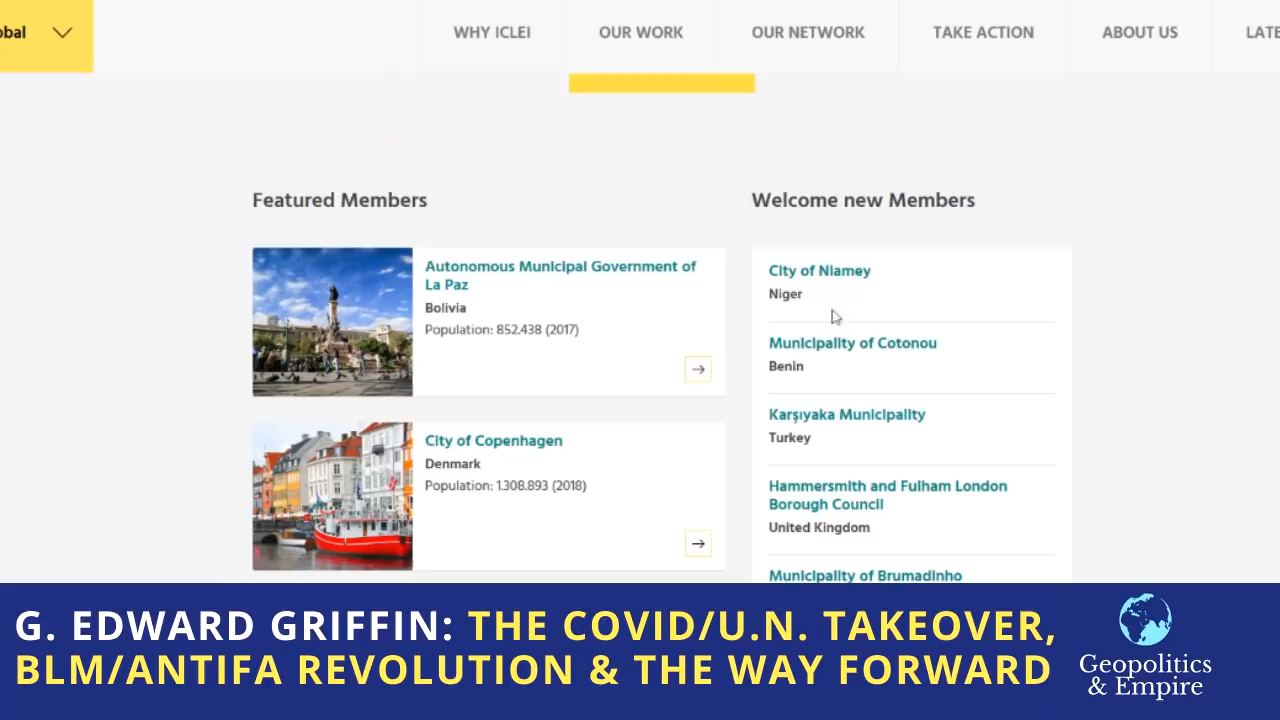 obal
WHY ICLEI
OUR WORK
OUR NETWORK
TAKE ACTION
ABOUT US
LATE
Featured Members
Autonomous Municipal Government of
La Paz
Bolivia
Population: 852.438 (2017)
City of Copenhagen
Denmark
Population: 1.308.893 (2018)
Welcome new Members
City of Niamey
Niger
Municipality of Cotonou
Benin
Karşıyaka Municipality
Turkey
Hammersmith and Fulham London
Borough Council
United Kingdom
Municipality of Brumadinho
G. EDWARD GRIFFIN: THE COVID/U.N. TAKEOVER,
BLM/ANTIFA REVOLUTION & THE WAY FORWARD
Geopolitics
& Empire